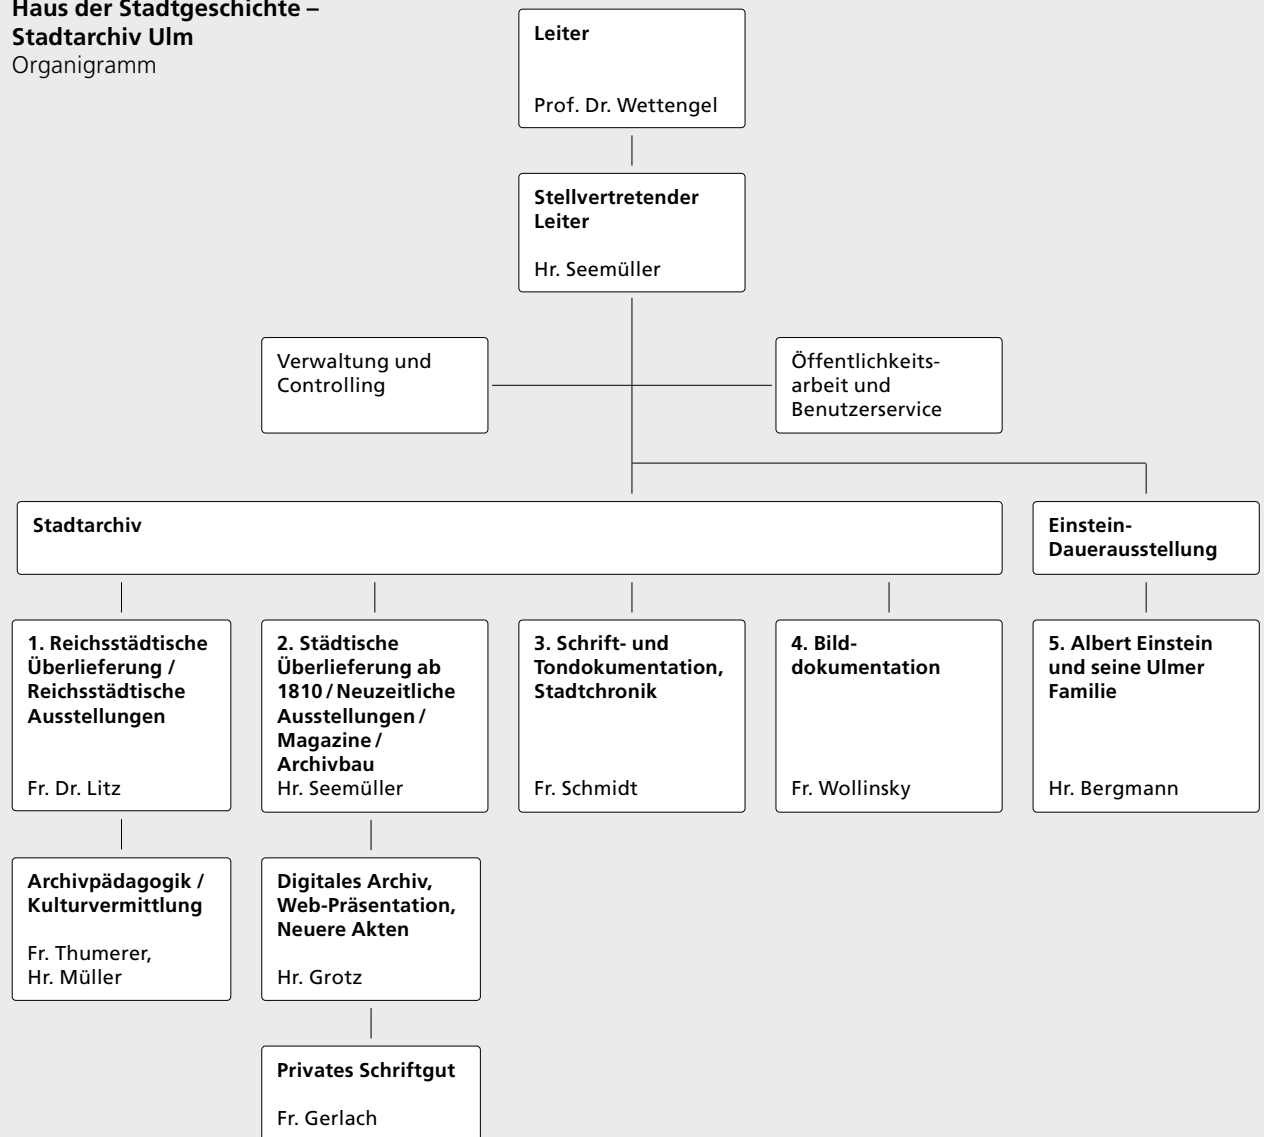 Haus der Stadtgeschichte –
Stadtarchiv Ulm
Organigramm
Leiter
Prof. Dr. Wettengel
Stellvertretender
Leiter
Hr. Seemüller
Verwaltung und
Controlling
Öffentlichkeits-
arbeit und
Benutzerservice
Stadtarchiv
Einstein-
Dauerausstellung
1. Reichsstädtische
Überlieferung /
Reichsstädtische
Ausstellungen
Fr. Dr. Litz
2. Städtische
Überlieferung ab
1810 / Neuzeitliche
Ausstellungen /
Magazine /
Archivbau
Hr. Seemüller
3. Schrift- und
Tondokumentation,
Stadtchronik
Fr. Schmidt
4. Bild-
dokumentation
Fr. Wollinsky
5. Albert Einstein
und seine Ulmer
Familie
Hr. Bergmann
Archivpädagogik /
Kulturvermittlung
Fr. Thumerer,
Hr. Müller
Digitales Archiv,
Web-Präsentation,
Neuere Akten
Hr. Grotz
Privates Schriftgut
Fr. Gerlach